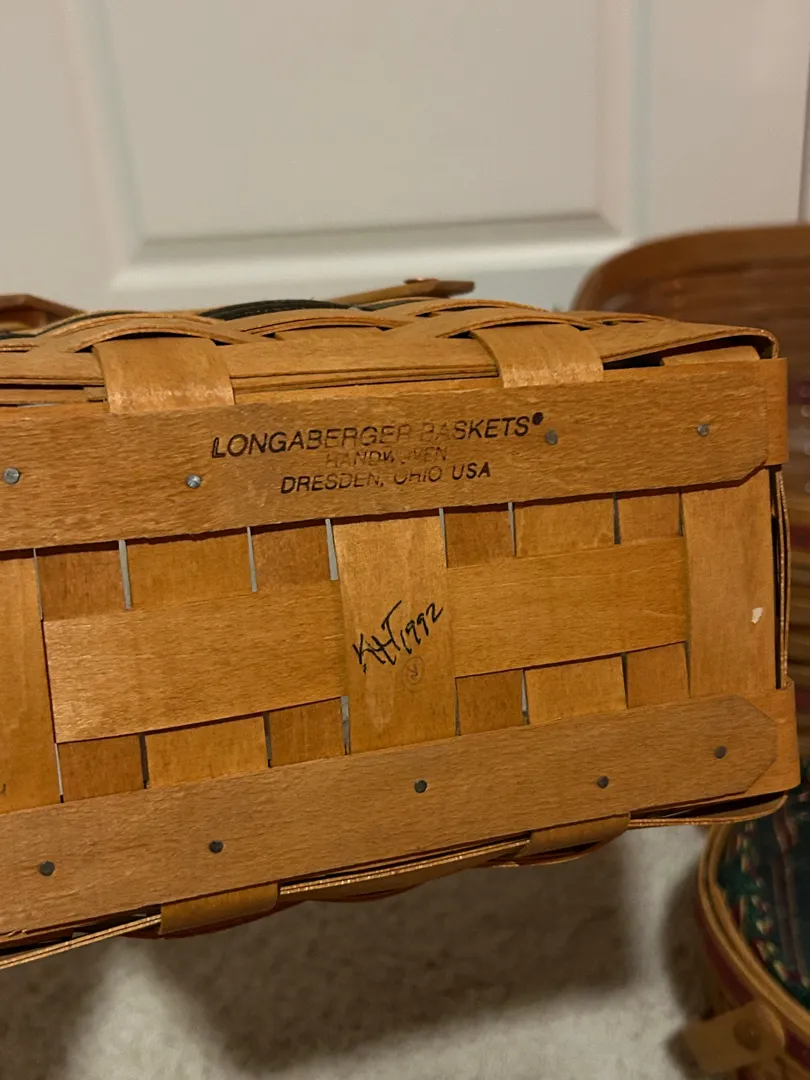 LONGABERGER BASKETS®
HANDWOVEN
DRESDEN, OHIO USA
KHT 1992
®